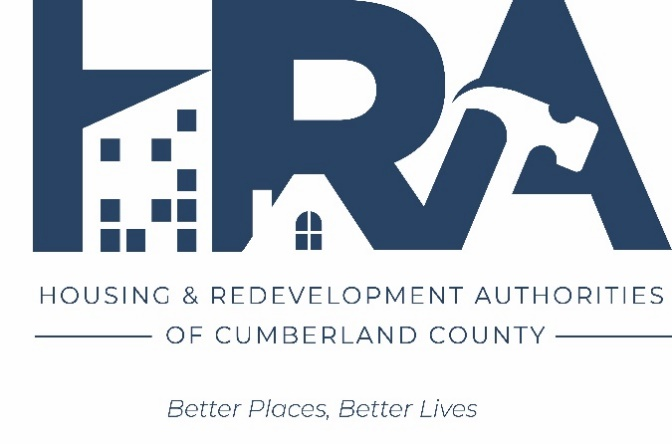 HRA
HOUSING & REDEVELOPMENT AUTHORITIES
OF CUMBERLAND COUNTY
Better Places, Better Lives